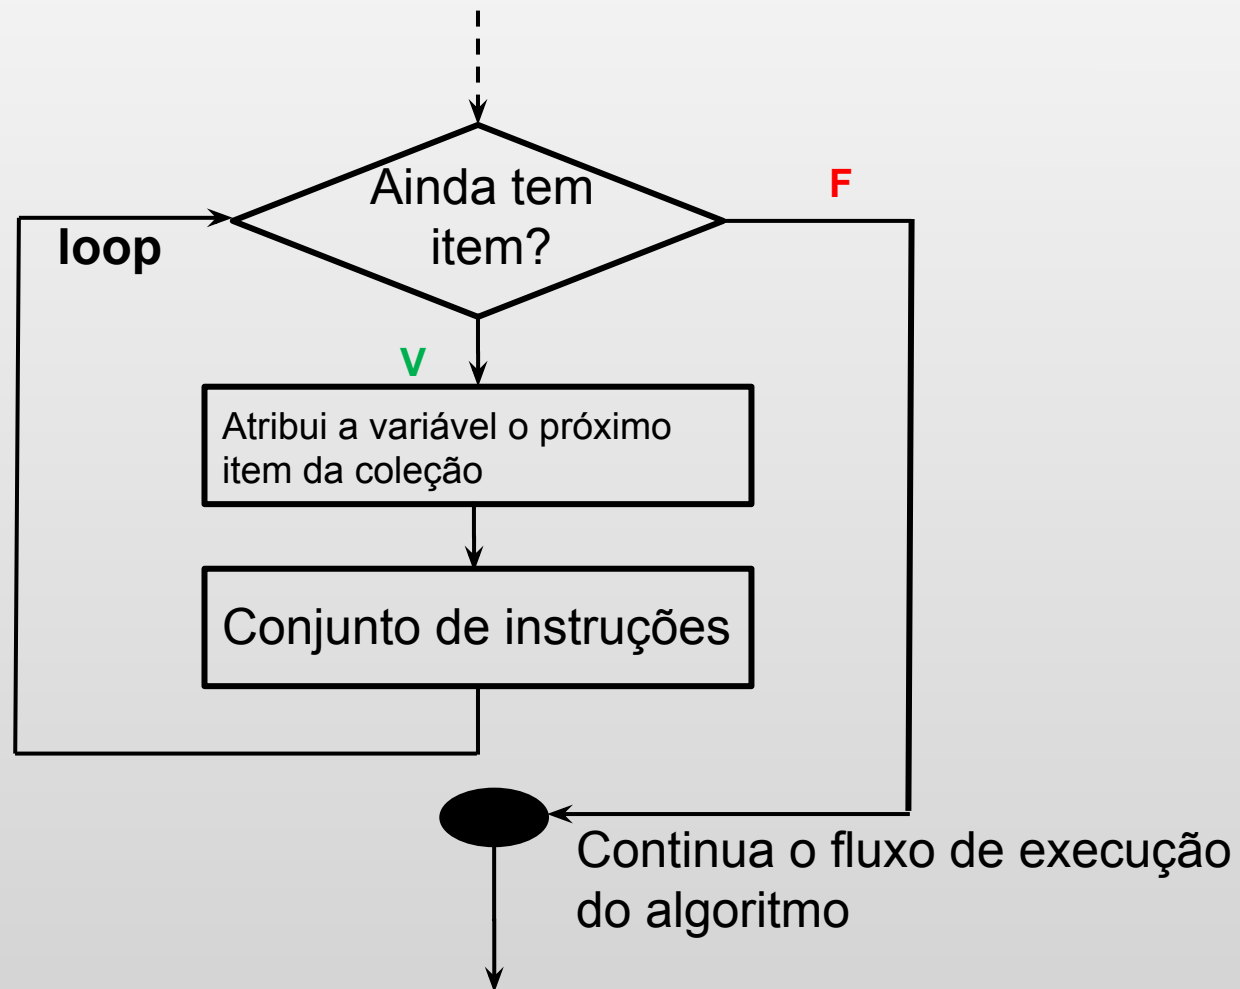 Ainda tem
item?
F
loop
V
Atribui a variável o próximo
item da coleção
Conjunto de instruções
Continua o fluxo de execução
do algoritmo